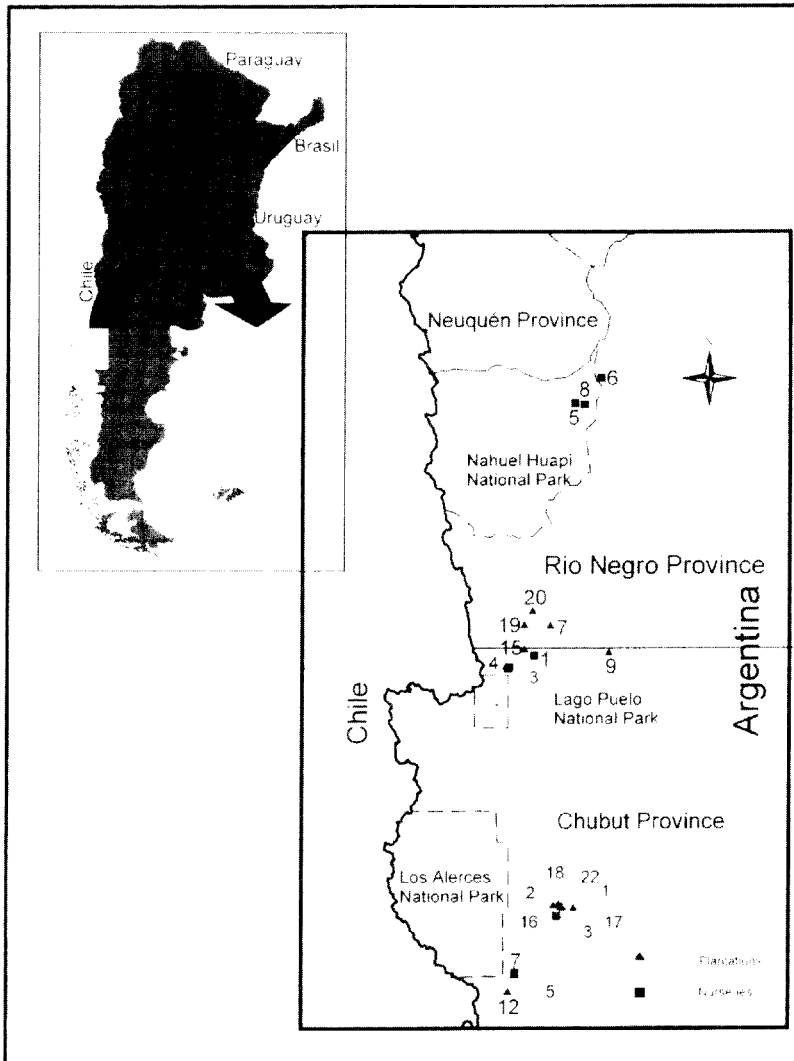 Paraguay
Brasil
Uruguay
Chile
Neuquén Province
6
8
5
Nahuel Huapi
National Park
Rio Negro Province
20
19
7
15
1
4
3
9
Lago Puelo
National Park
Argentina
Chile
Chubut Province
Los Alerces
National Park
18
22
2
1
16
17
3
7
5
12
Nurseries